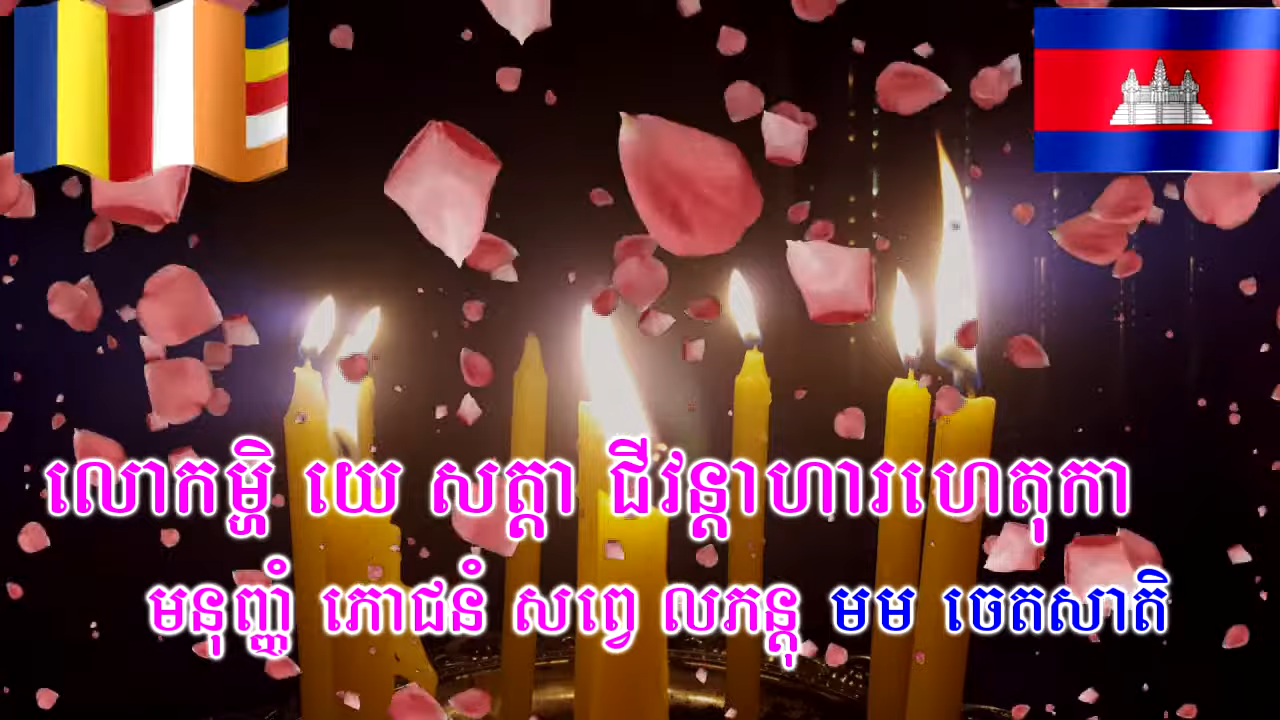 លោកម្ហិ យេ សត្តា ជីវន្តាហារហេតុកា
មនុញ្ញំ ភោជនំ សព្វេ លភន្តុ មម ចេតសាតិ